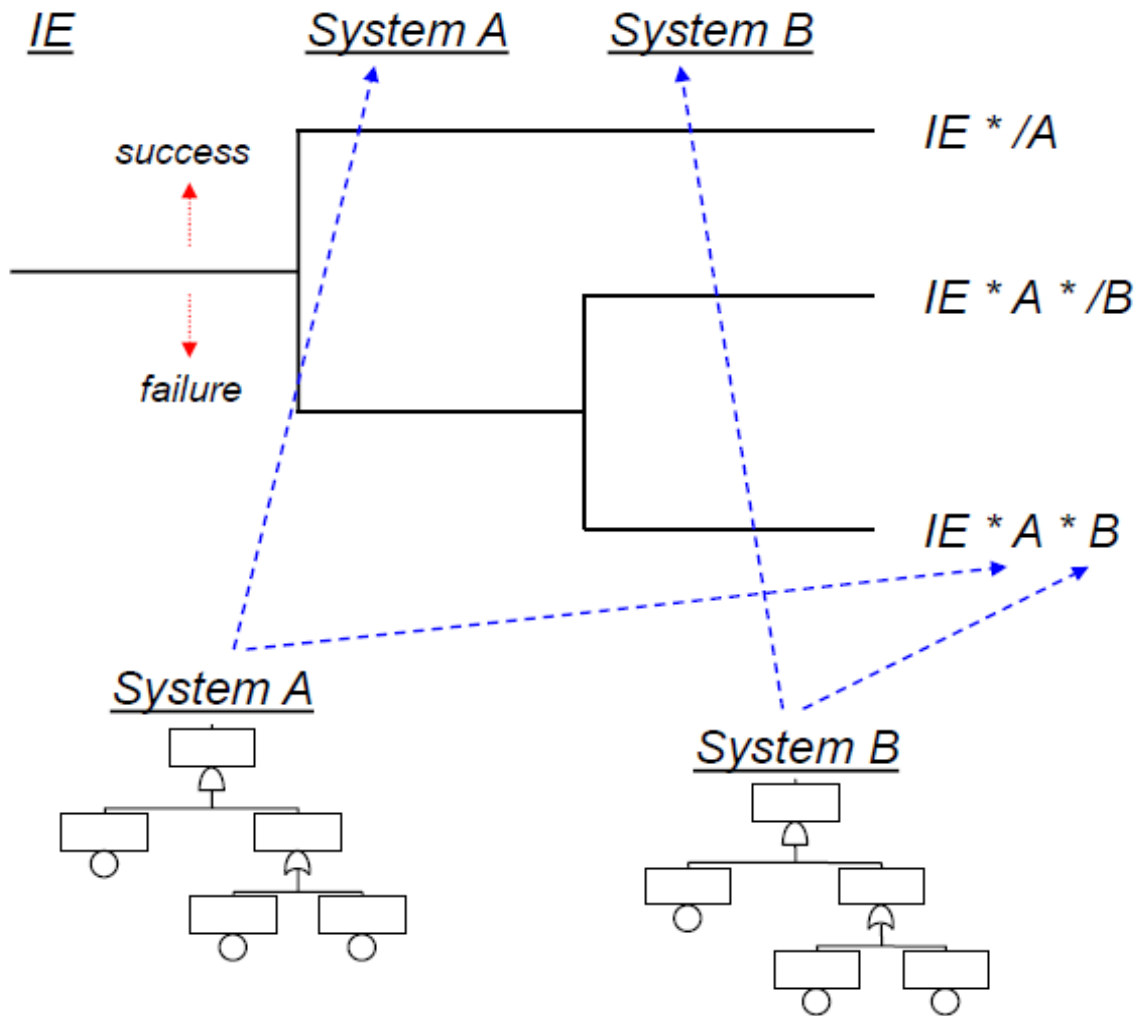 IE
System A
System B
success
IE * /A
IE * A * /B
failure
IE * A * B
System A
System B